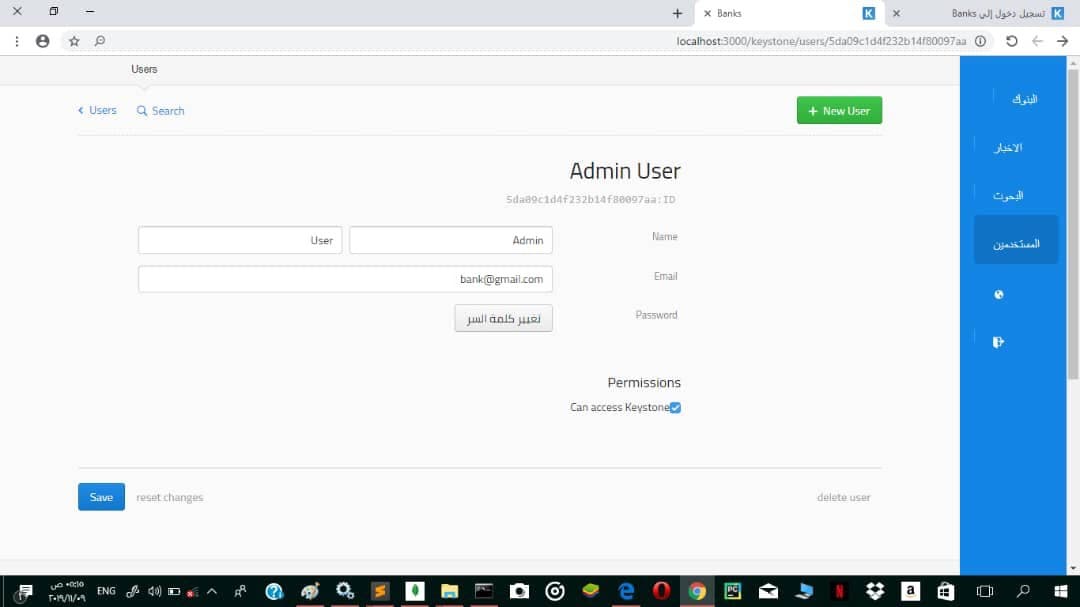 Banks
تسجيل دخول إلى Banks
localhost:3000/keystone/users/5da09c1d4f232b14f80097aa
Users
Users
Search
+ New User
البنوك
الاخبار
البحوث
المستخدمين
Admin User
5da09c1d4f232b14f80097aa:ID
Name
Admin
User
Email
bank@gmail.com
Password
تغيير كلمة السر
Permissions
Can access Keystone
Save
reset changes
delete user
ENG
٠٥:١٥ ص
٢٠١٩/١١/٠٩